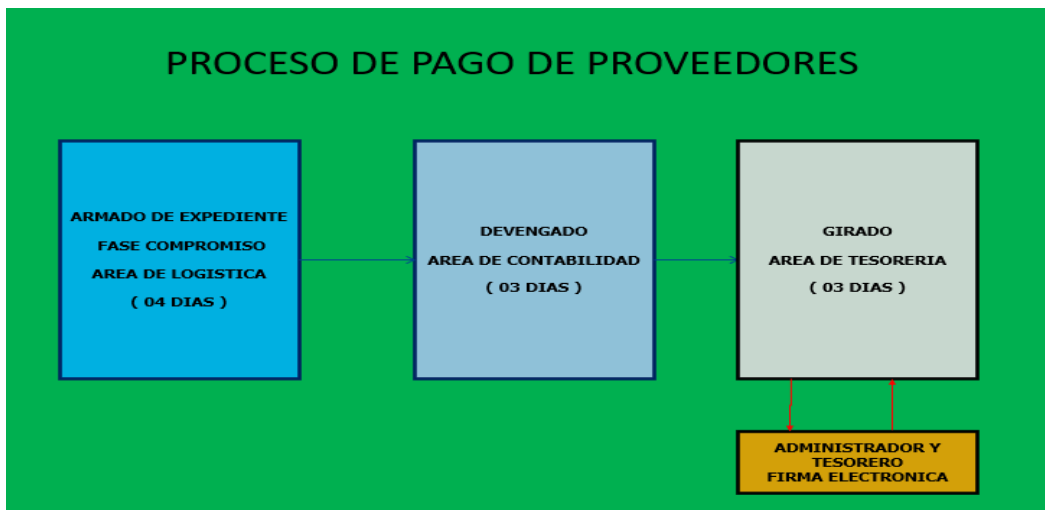 PROCESO DE PAGO DE PROVEEDORES
ARMADO DE EXPEDIENTE
FASE COMPROMISO
AREA DE LOGISTICA
( 04 DIAS )
DEVENGADO
AREA DE CONTABILIDAD
( 03 DIAS )
GIRADO
AREA DE TESORERIA
( 03 DIAS )
ADMINISTRADOR Y
TESORERO
FIRMA ELECTRONICA